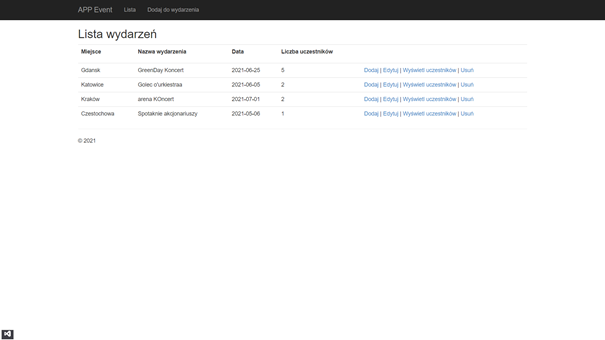 APP Event Lista Dodaj do wydarzenia
Lista wydarzeń
Miejsce Nazwa wydarzenia Data Liczba uczestników
Gdansk GreenDay Koncert 2021-06-25 5 Dodaj | Edytuj | Wyświetl uczestników | Usuń
Katowice Golec o'urkiestraa 2021-06-05 2 Dodaj | Edytuj | Wyświetl uczestników | Usuń
Kraków arena KOncert 2021-07-01 2 Dodaj | Edytuj | Wyświetl uczestników | Usuń
Czestochowa Spotaknie akcjonariuszy 2021-05-06 1 Dodaj | Edytuj | Wyświetl uczestników | Usuń
© 2021